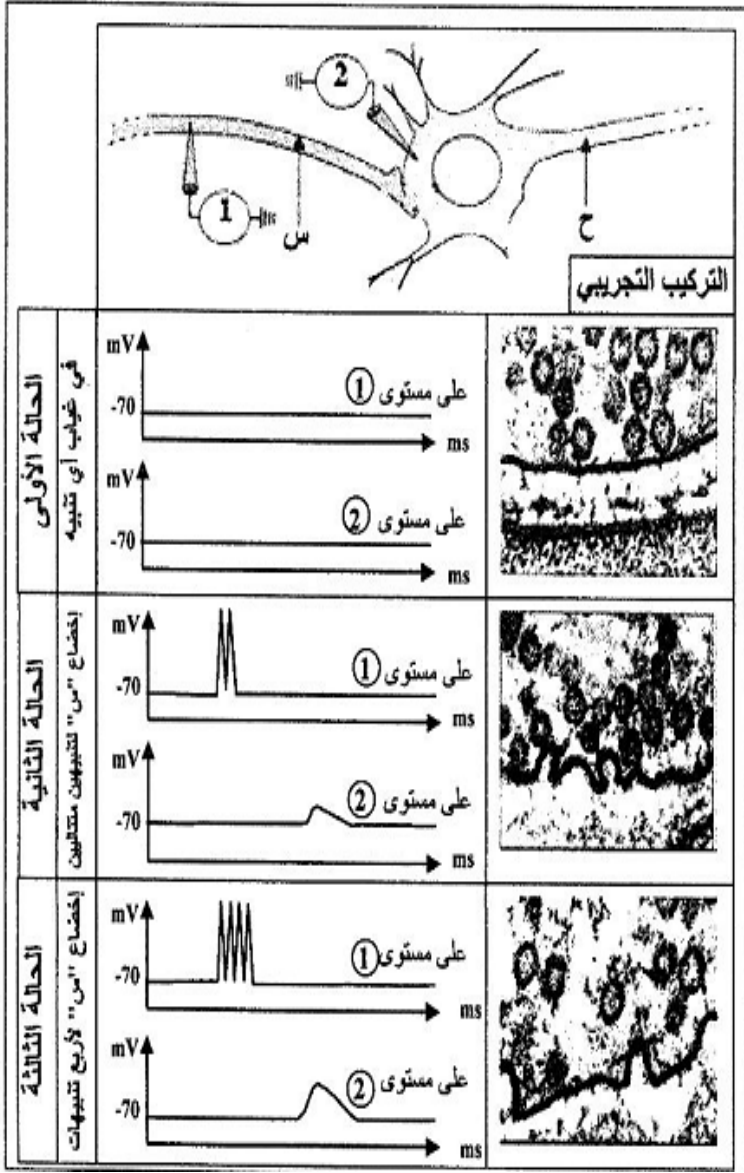 2
1
س
ح
التركيب التجريبي
الحالة الأولى
في غياب أي تنبيه
mV
-70
على مستوى 1
ms
mV
-70
على مستوى 2
ms
الحالة الثانية
إخضاع "س" لتنبيهين متتاليين
mV
-70
على مستوى 1
ms
mV
-70
على مستوى 2
ms
الحالة الثالثة
إخضاع "س" لأربع تنبيهات
mV
-70
على مستوى 1
ms
mV
-70
على مستوى 2
ms